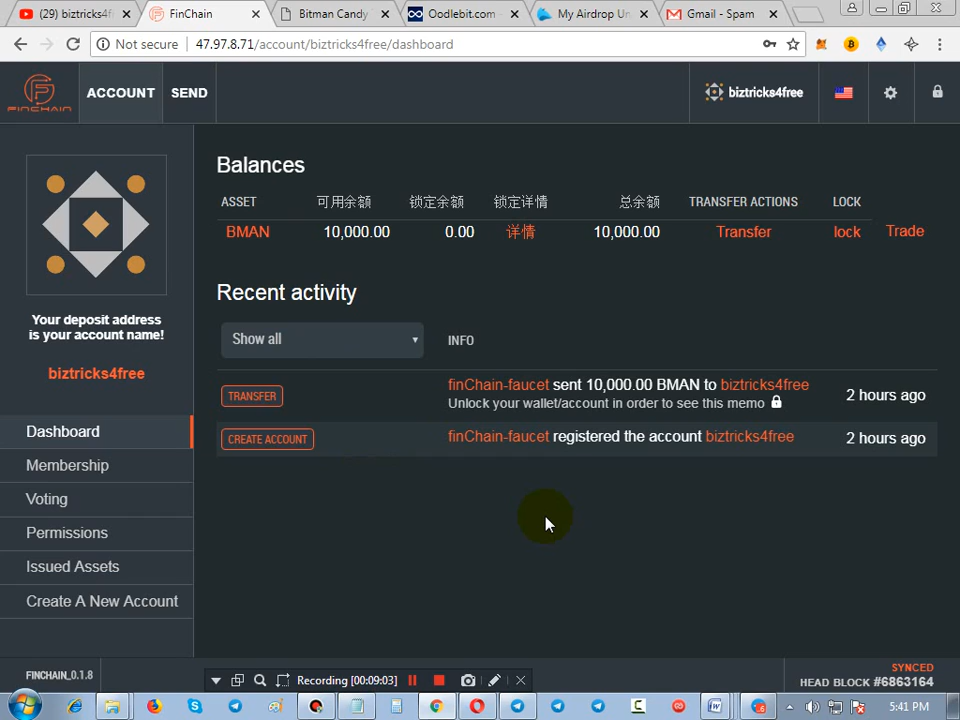 (29) biztricks4f
FinChain
Bitman Candy
Oodlebit.com -
My Airdrop Un
Gmail - Spam
Not secure
47.97.8.71/account/biztricks4free/dashboard
FINCHAIN
ACCOUNT
SEND
biztricks4free
Balances
ASSET 可用余额 锁定余额 锁定详情 总余额 TRANSFER ACTIONS LOCK
BMAN 10,000.00 0.00 详情 10,000.00 Transfer lock Trade
Your deposit address
is your account name!
biztricks4free
Dashboard
Membership
Voting
Permissions
Issued Assets
Create A New Account
Recent activity
Show all
INFO
TRANSFER finChain-faucet sent 10,000.00 BMAN to biztricks4free 2 hours ago
Unlock your wallet/account in order to see this memo
CREATE ACCOUNT finChain-faucet registered the account biztricks4free 2 hours ago
FINCHAIN_0.1.8
Recording [00:09:03]
SYNCED
HEAD BLOCK #6863164
5:41 PM